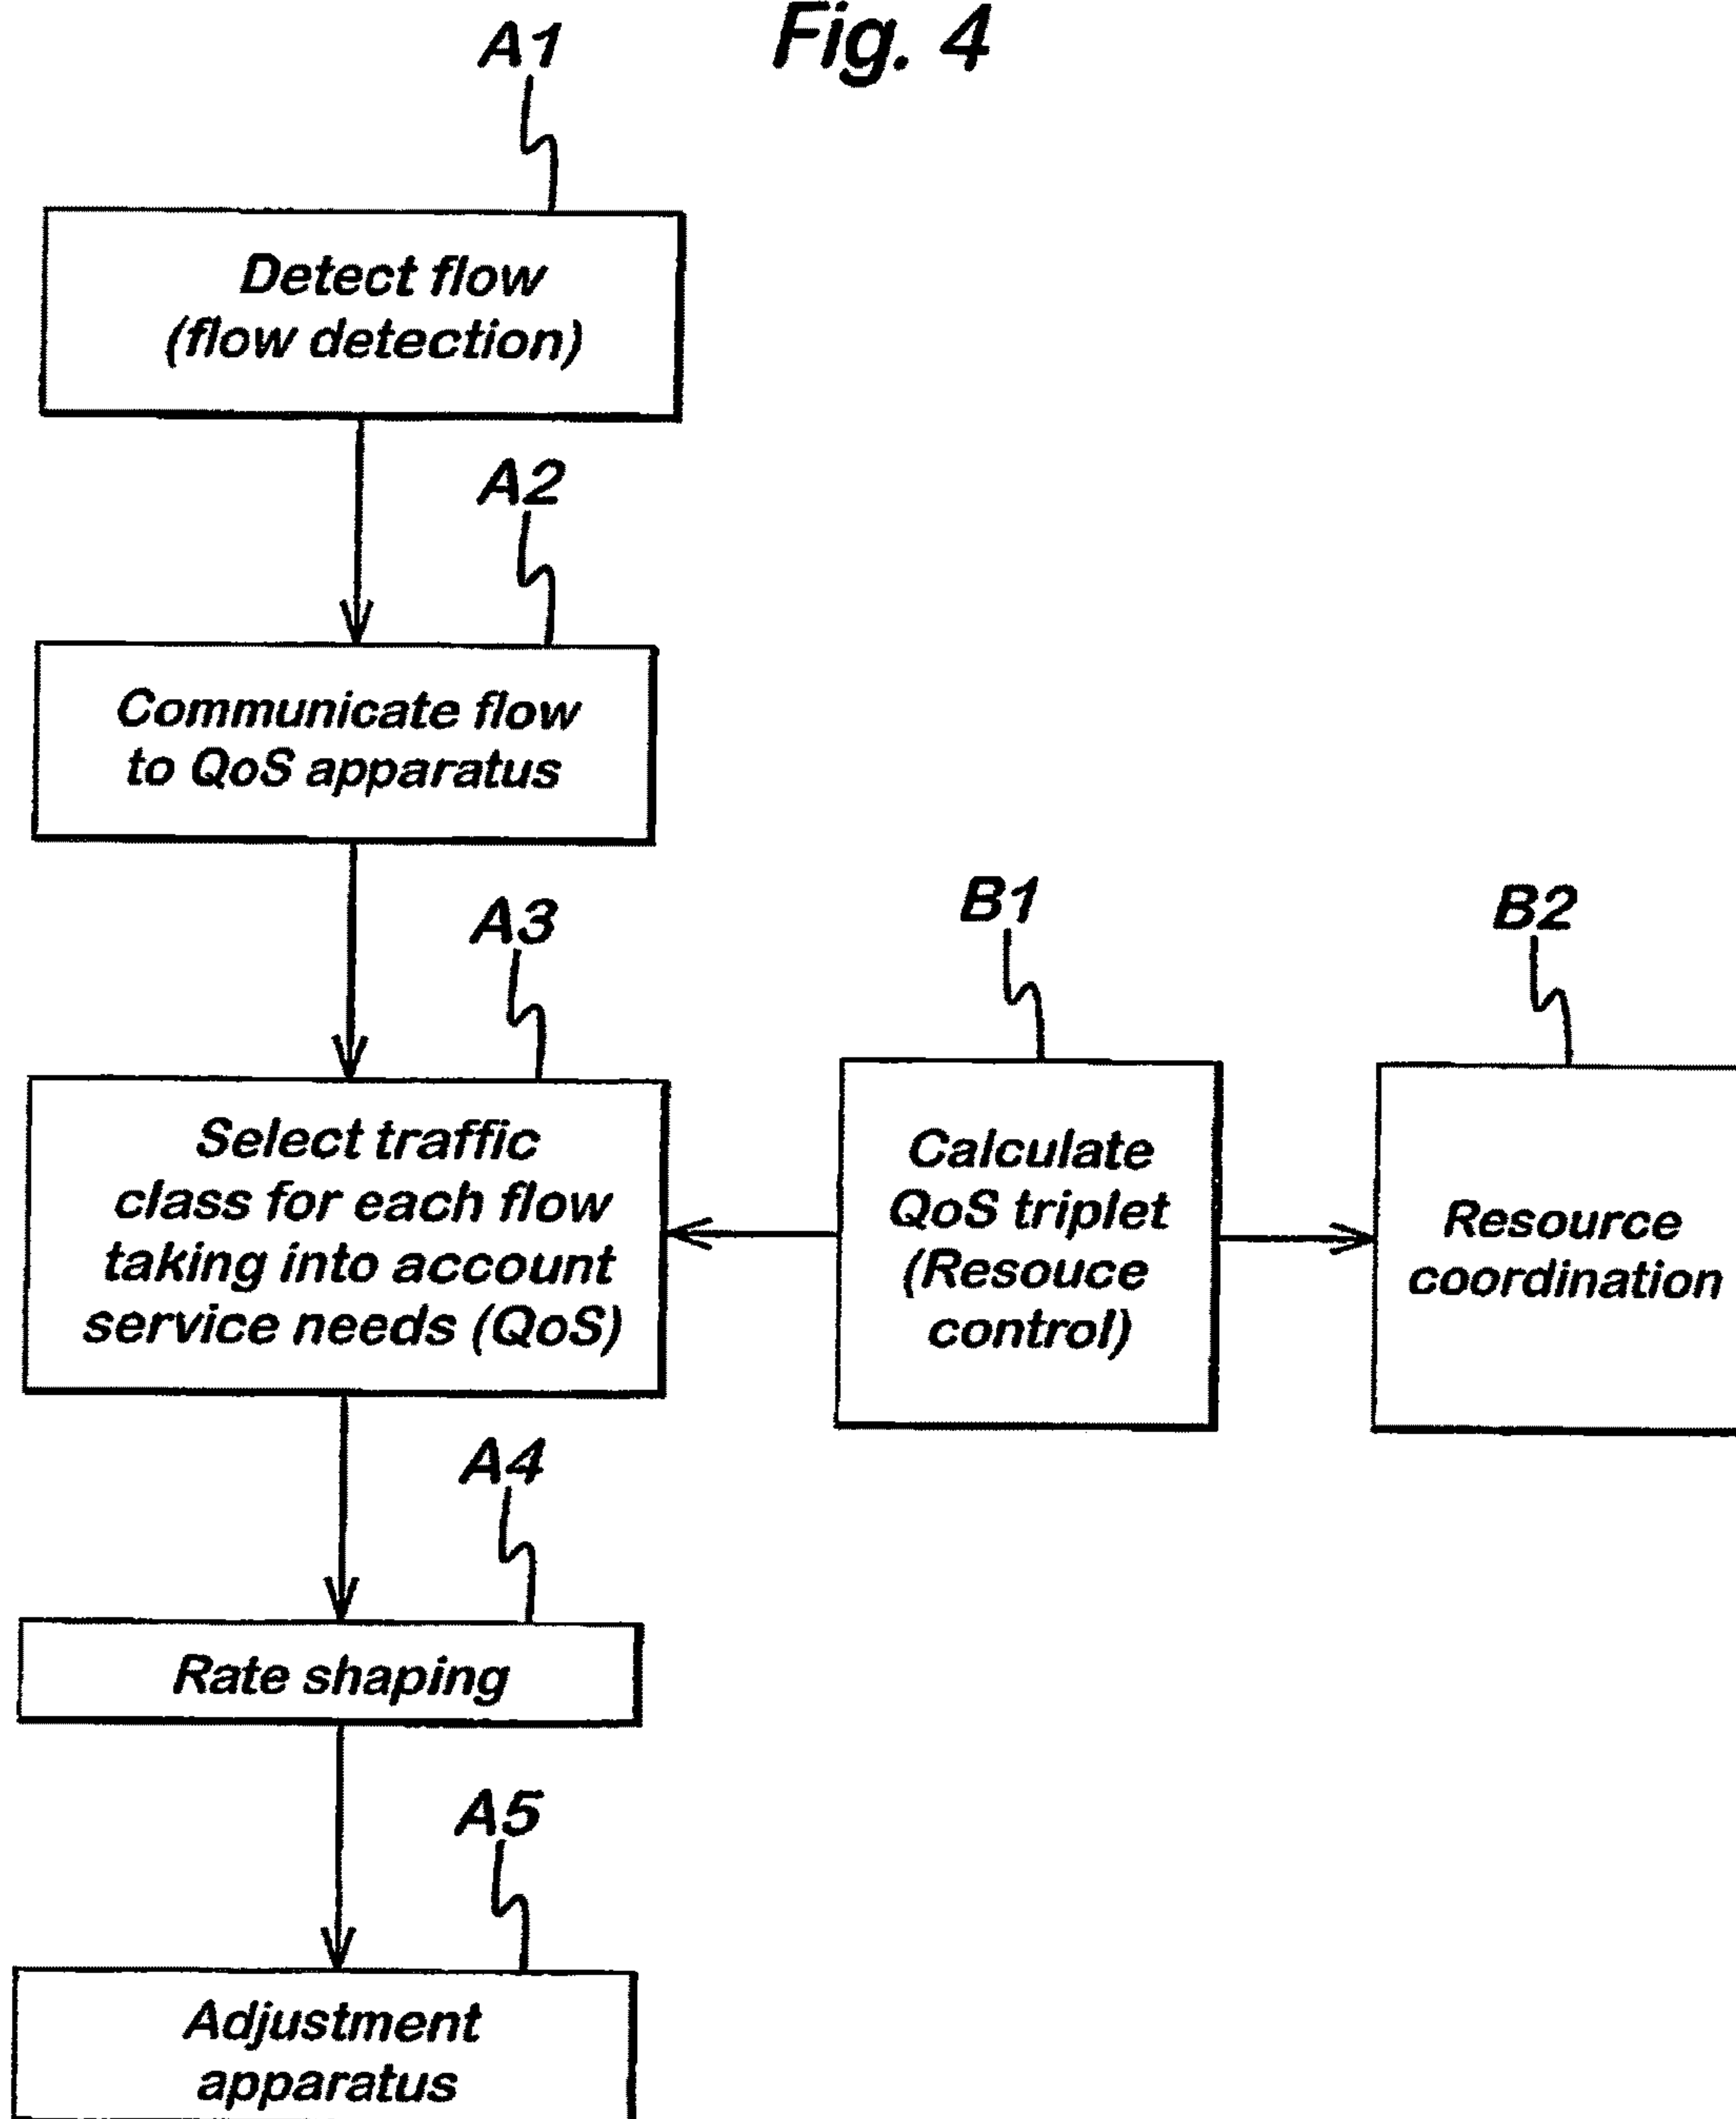 Fig. 4
A1
Detect flow
(flow detection)
A2
Communicate flow
to QoS apparatus
A3
Select traffic
class for each flow
taking into account
service needs (QoS)
B1
Calculate
QoS triplet
(Resouce
control)
B2
Resource
coordination
A4
Rate shaping
A5
Adjustment
apparatus